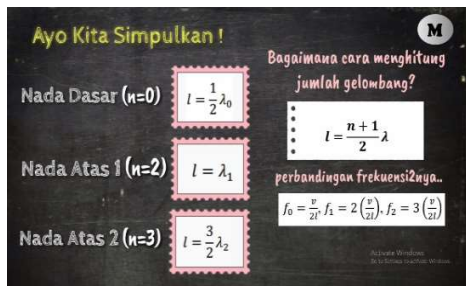 Ayo Kita Simpulkan !
M
Nada Dasar (n=0)
l = 1/2 λ₀
Nada Atas 1 (n=2)
l = λ₁
Nada Atas 2 (n=3)
l = 3/2 λ₂
Bagaimana cara menghitung
jumlah gelombang?
l = n + 1/2 λ
perbandingan frekuensi2nya..
f₀ = v/2l, f₁ = 2 (v/2l), f₂ = 3 (v/2l)
Activate Windows